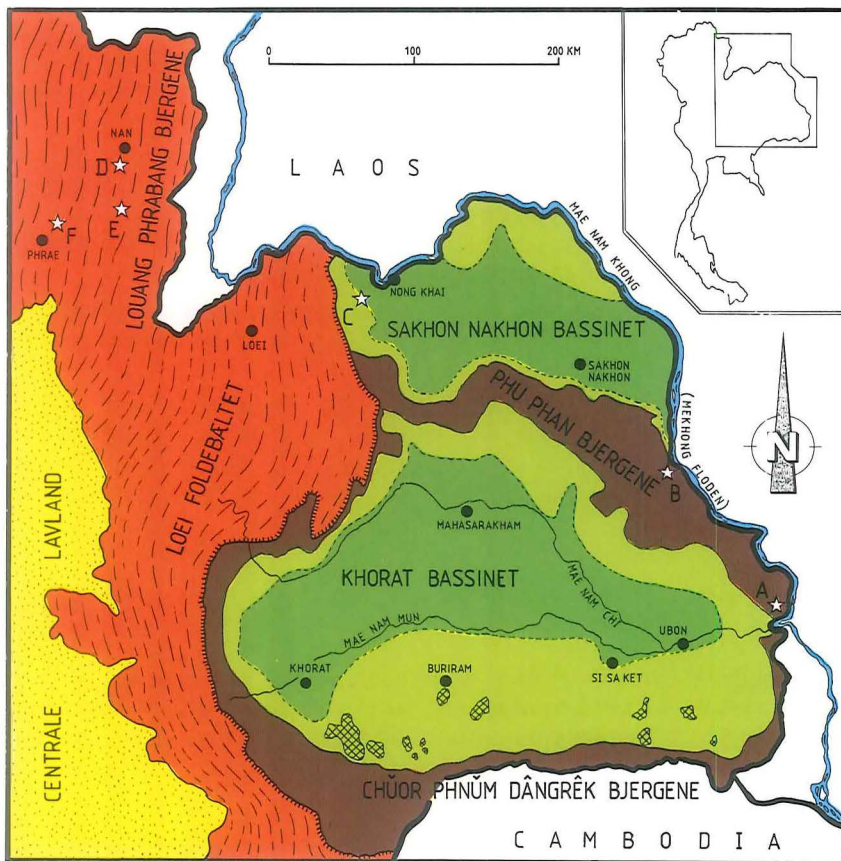 0 100 200 KM
NAN
D
LOUANG PHRABANG BJERGENE
L A O S
E
F
PHRAE
MAE NAM KHONG
NONG KHAI
C
SAKHON NAKHON BASSINET
LOEI
SAKHON
NAKHON
PHU PHAN BJERGENE
(MEKHONG FLODEN)
N
B
LOEI FOLDEBÆLTET
CENTRALE LAVLAND
MAHASARAKHAM
KHORAT BASSINET
MAE NAM CHI
A
MAE NAM MUN
UBON
KHORAT
BURIRAM
SI SA KET
CHŬOR PHNŬM DÂNGRÊK BJERGENE
C A M B O D I A